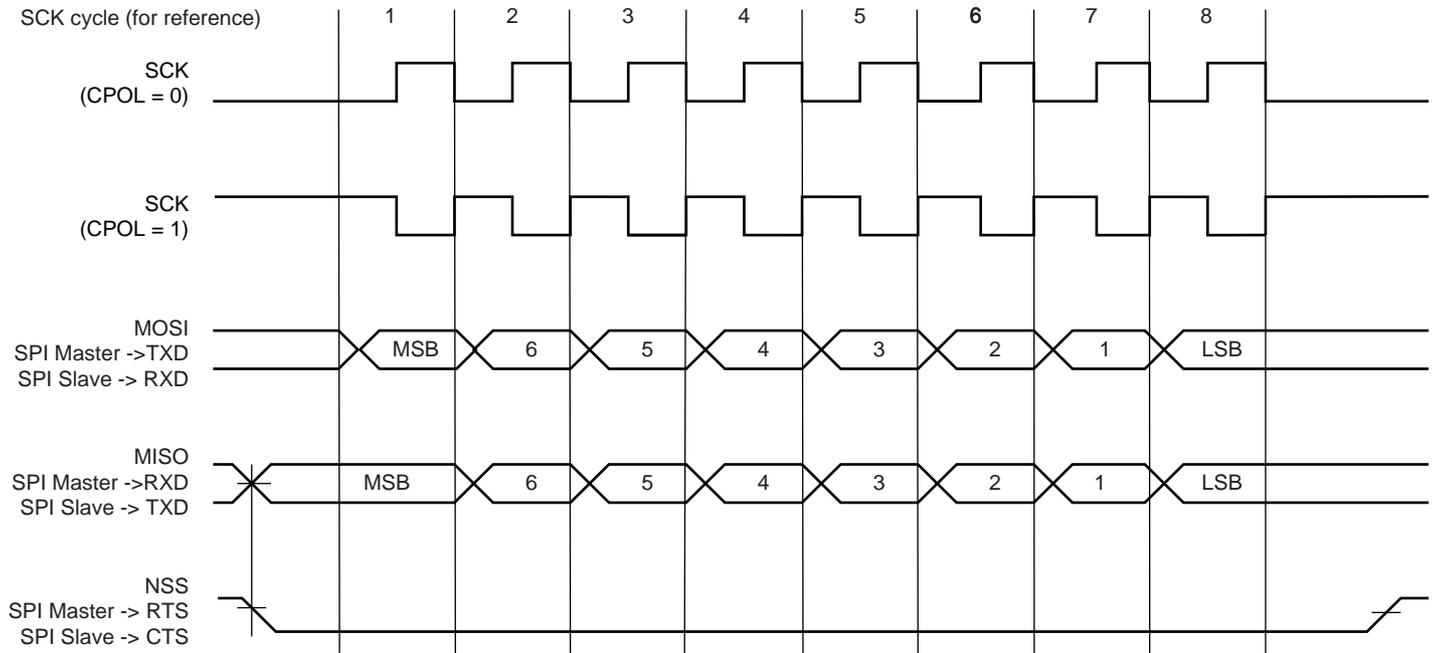 SCK cycle (for reference)
1 2 3 4 5 6 7 8
SCK
(CPOL = 0)
SCK
(CPOL = 1)
MOSI
SPI Master ->TXD
SPI Slave -> RXD
MSB 6 5 4 3 2 1 LSB
MISO
SPI Master ->RXD
SPI Slave -> TXD
MSB 6 5 4 3 2 1 LSB
NSS
SPI Master -> RTS
SPI Slave -> CTS